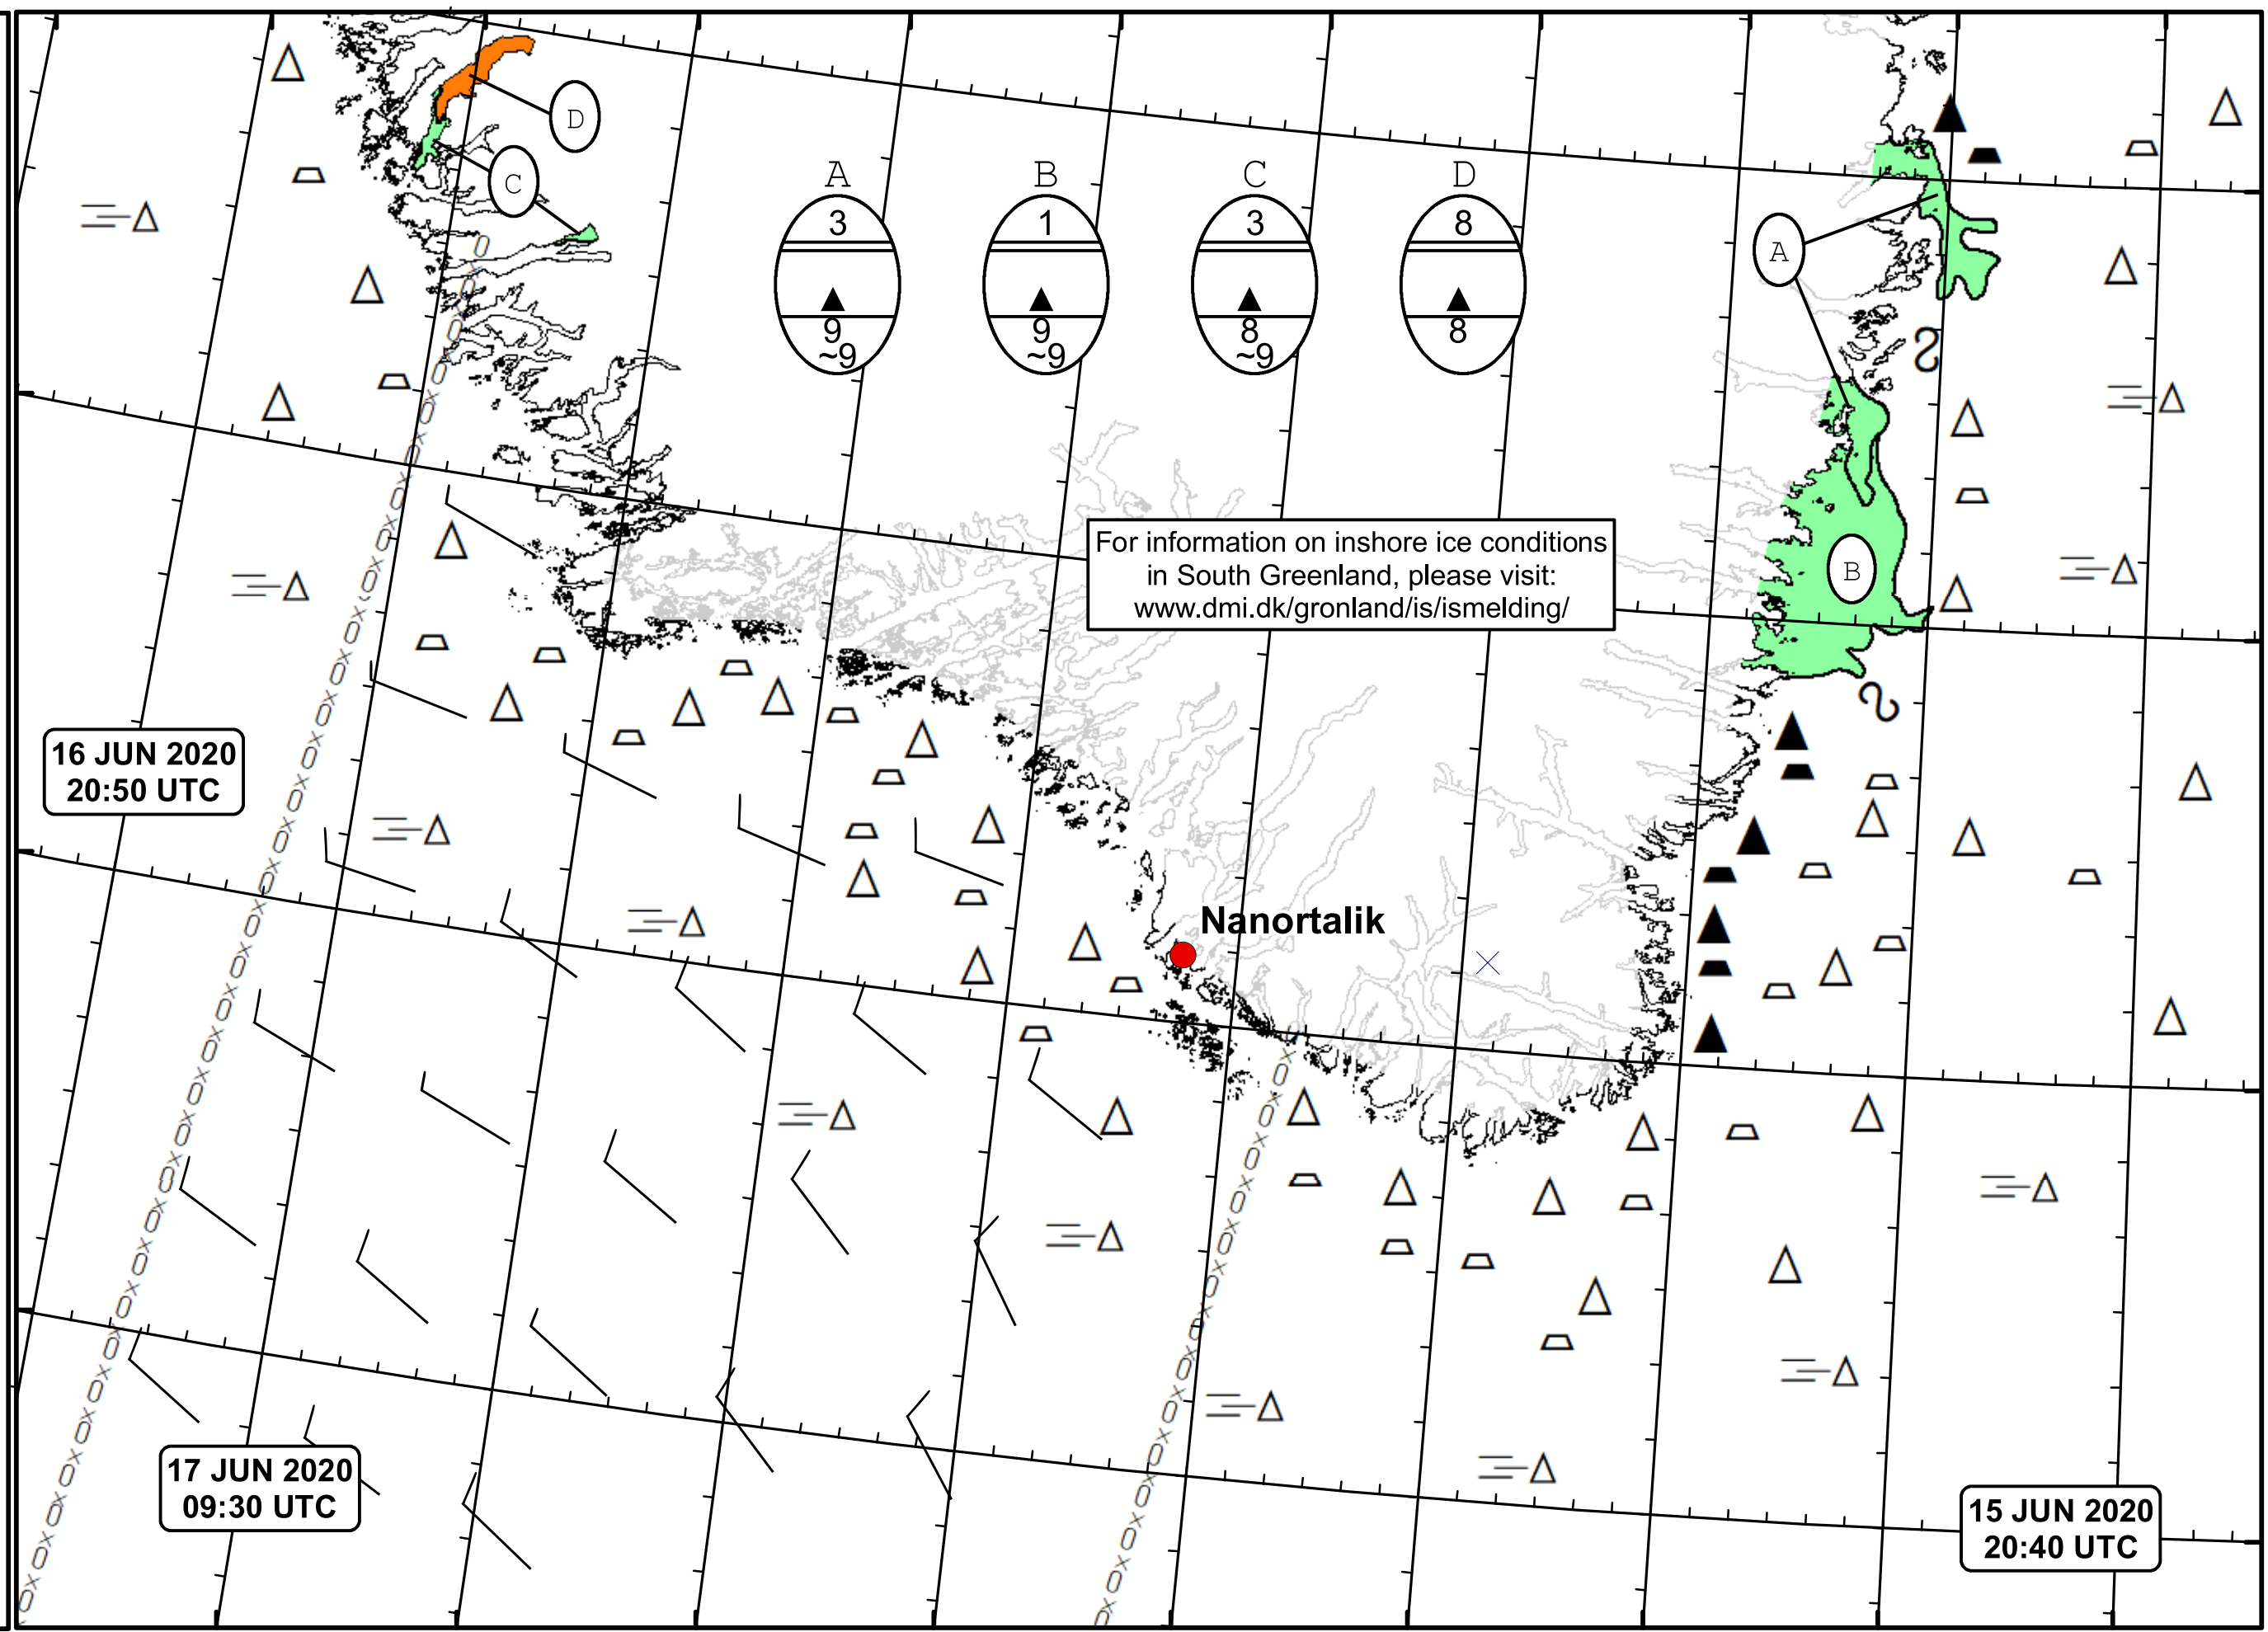 D
C
A B C D
3 1 3 8
9 9 8 8
~9 ~9 ~9
A
For information on inshore ice conditions
in South Greenland, please visit:
www.dmi.dk/gronland/is/ismelding/
B
16 JUN 2020
20:50 UTC
Nanortalik
17 JUN 2020
09:30 UTC
15 JUN 2020
20:40 UTC